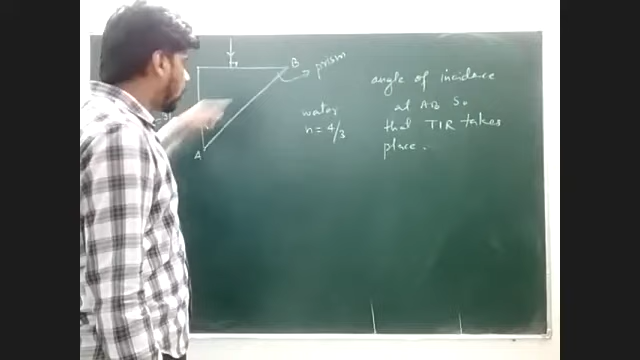 B
prism
A
water
n = 4/3
angle of incidence
at AB so
that TIR takes
place.